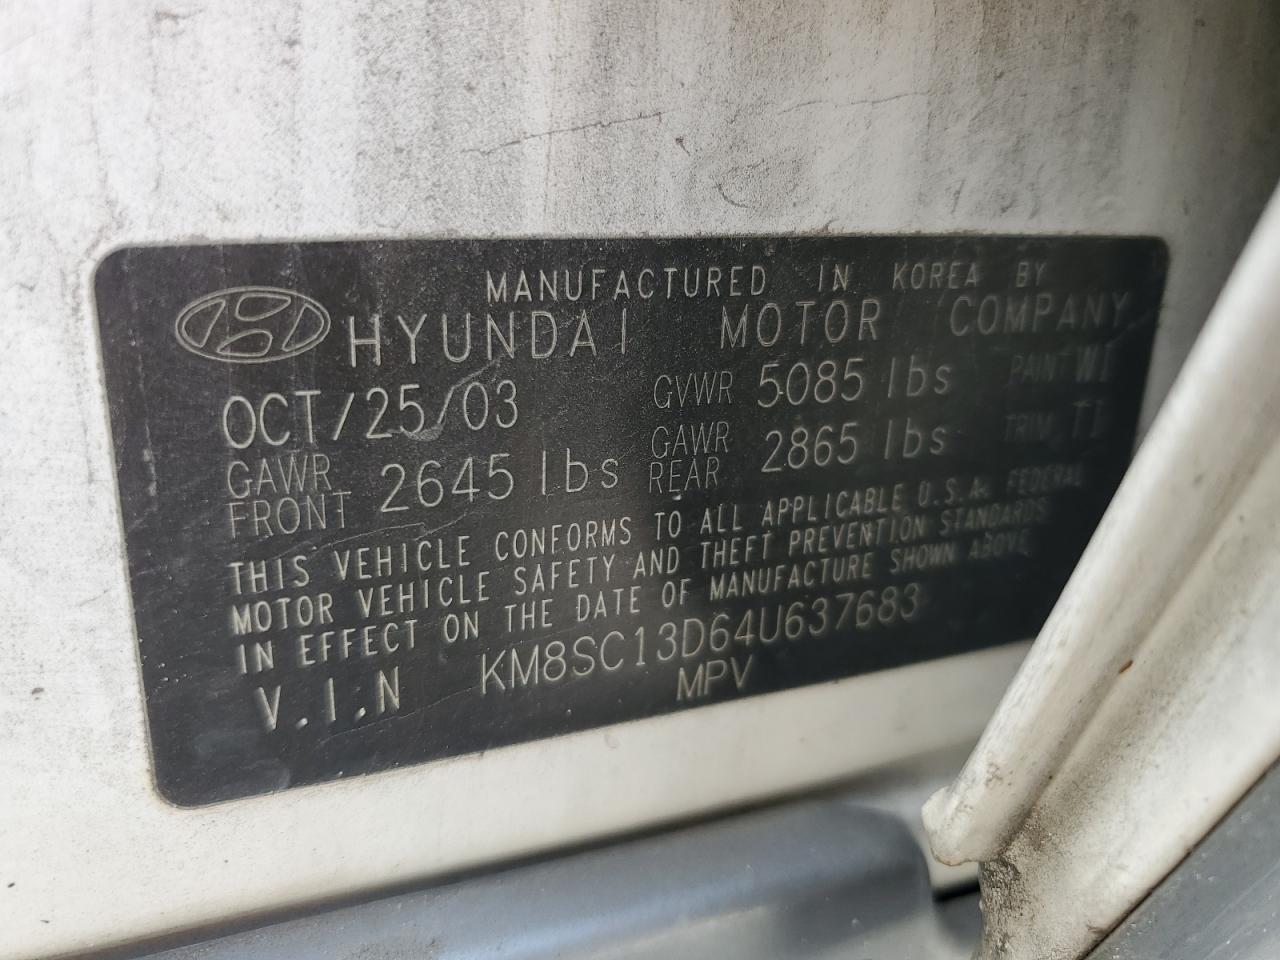 MANUFACTURED IN KOREA BY
HYUNDAI MOTOR COMPANY
OCT/25/03 GVWR 5085 lbs PAINT WI
GAWR FRONT 2645 lbs GAWR REAR 2865 lbs TRIM TI
THIS VEHICLE CONFORMS TO ALL APPLICABLE U.S.A. FEDERAL
MOTOR VEHICLE SAFETY AND THEFT PREVENTION STANDARDS
IN EFFECT ON THE DATE OF MANUFACTURE SHOWN ABOVE
V.I.N KM8SC13D64U637683
MPV